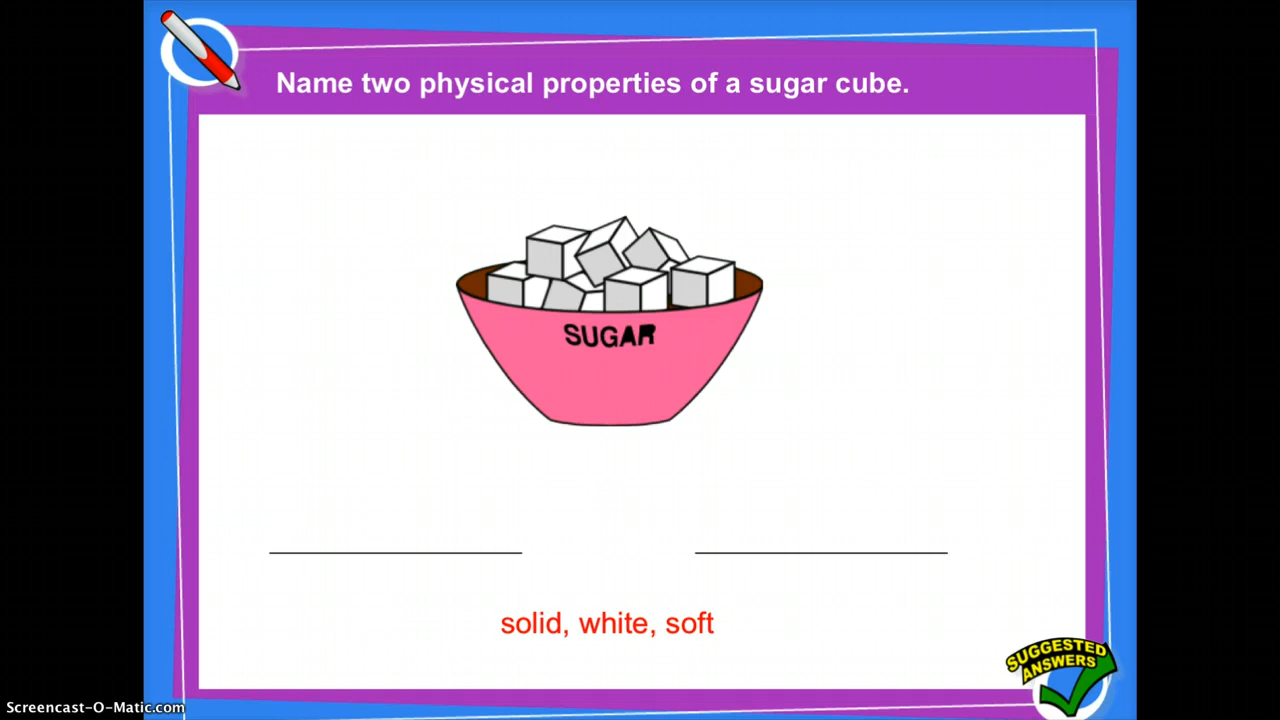 Name two physical properties of a sugar cube.
SUGAR
solid, white, soft
SUGGESTED
ANSWERS
Screencast-O-Matic.com